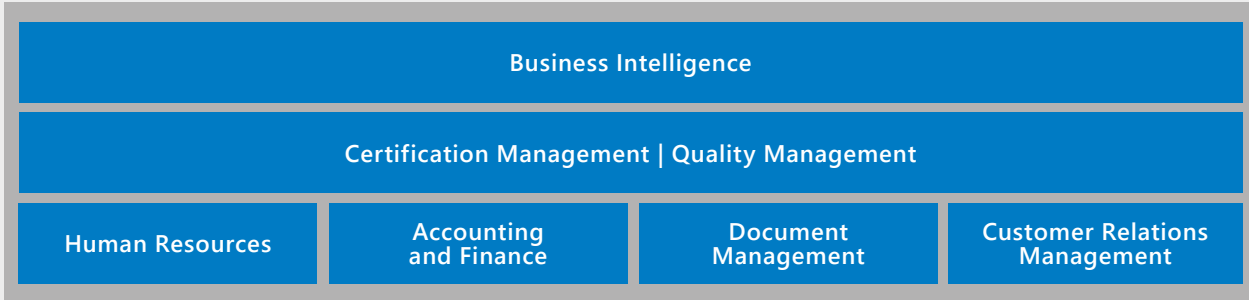 Business Intelligence
Certification Management | Quality Management
Human Resources
Accounting
and Finance
Document
Management
Customer Relations
Management